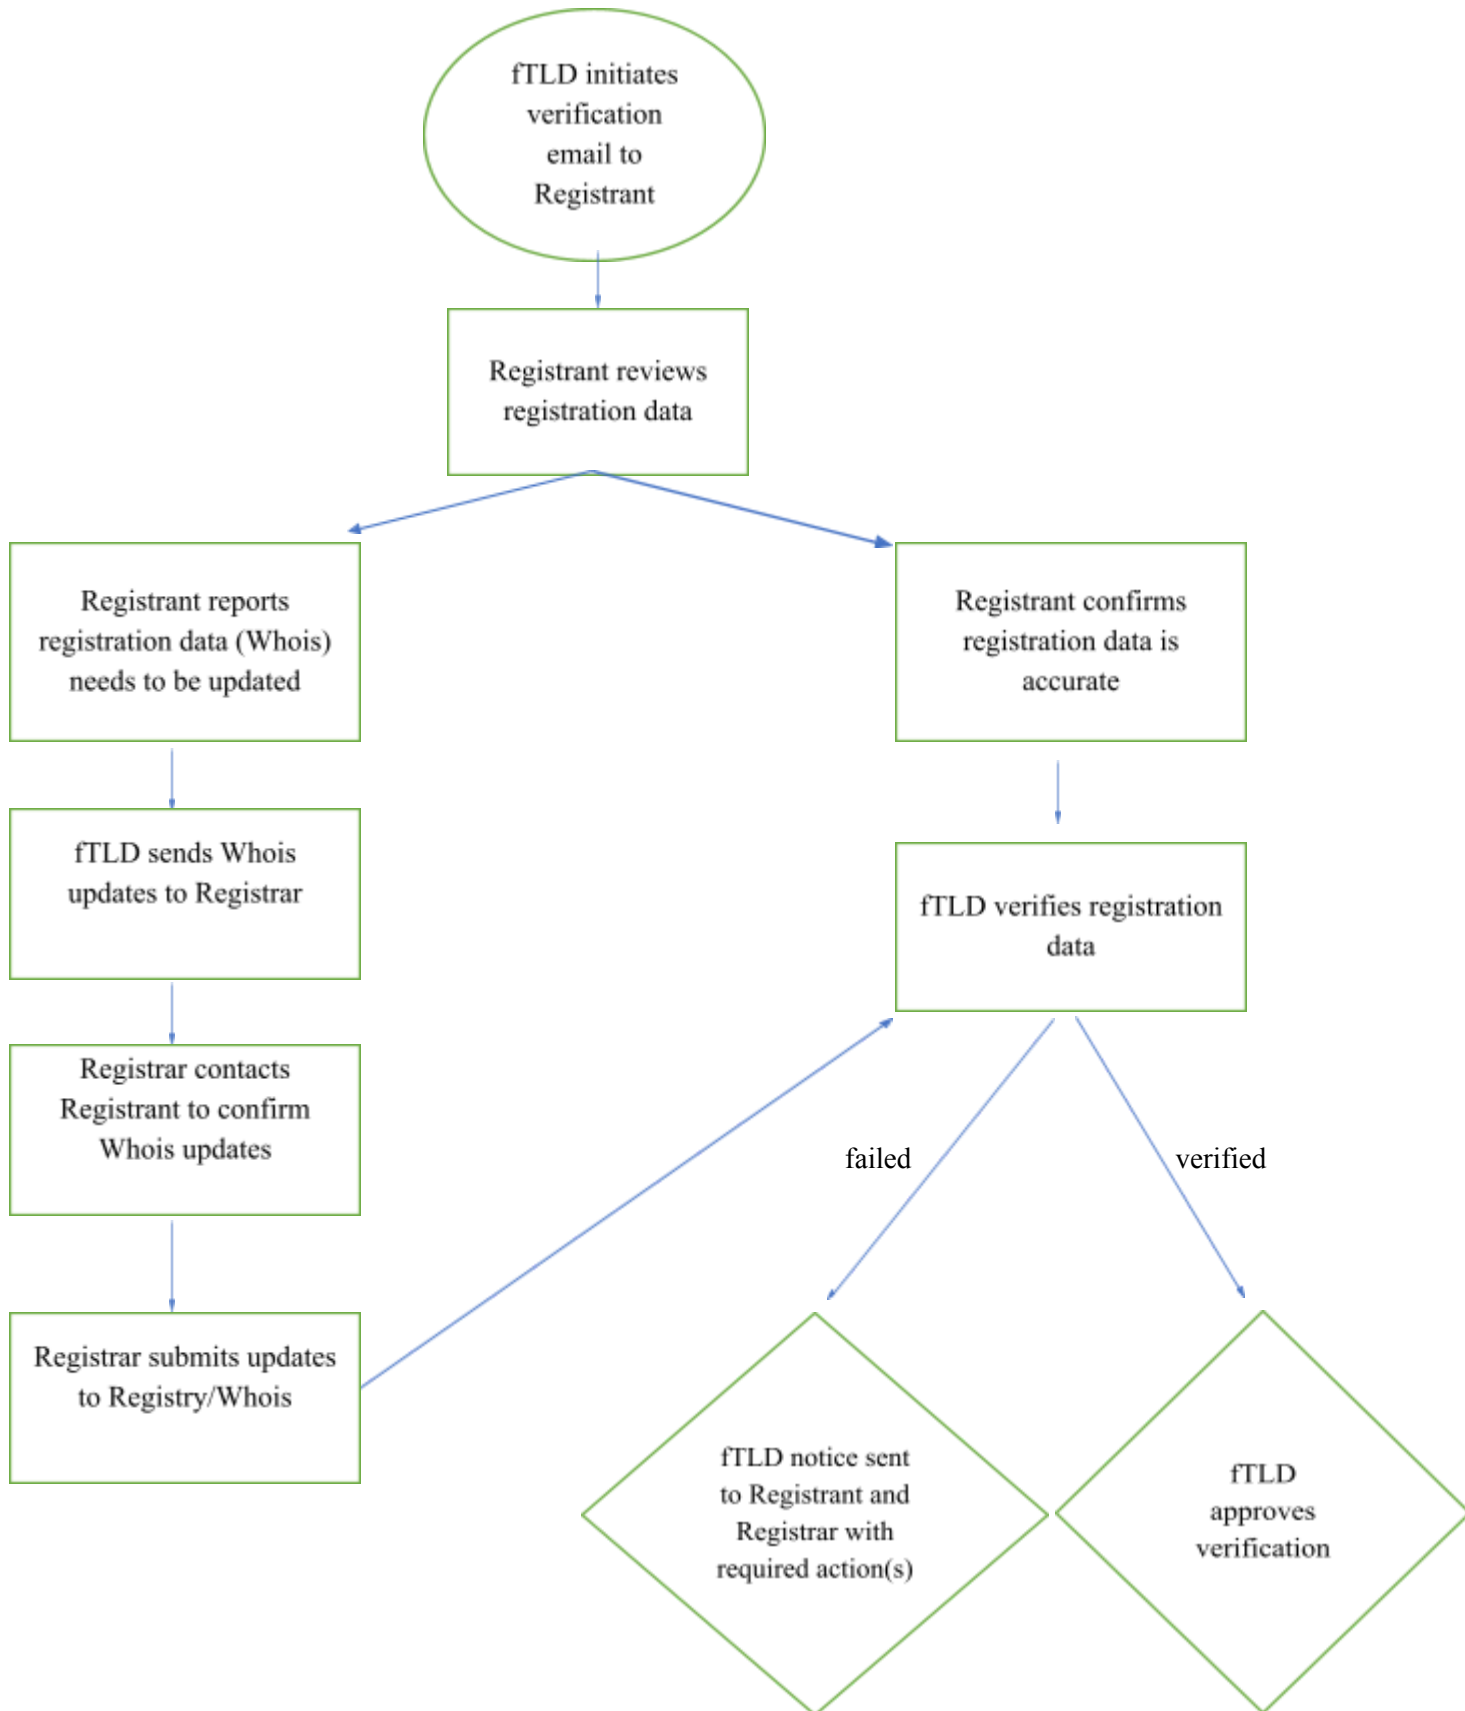 fTLD initiates
verification
email to
Registrant
Registrant reviews
registration data
Registrant reports
registration data (Whois)
needs to be updated
Registrant confirms
registration data is
accurate
fTLD sends Whois
updates to Registrar
fTLD verifies registration
data
Registrar contacts
Registrant to confirm
Whois updates
failed
verified
Registrar submits updates
to Registry/Whois
fTLD notice sent
to Registrant and
Registrar with
required action(s)
fTLD
approves
verification